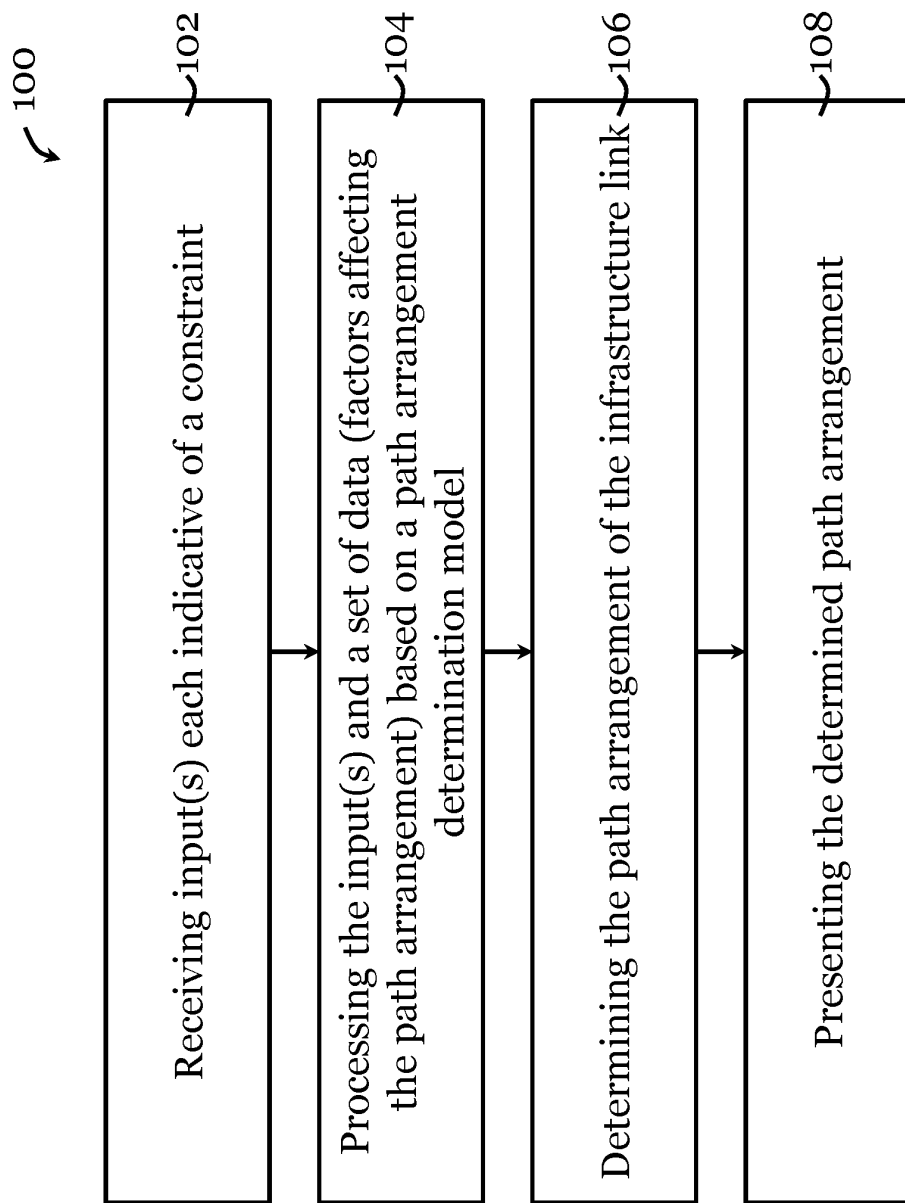 100
Receiving input(s) each indicative of a constraint
102
Processing the input(s) and a set of data (factors affecting
the path arrangement) based on a path arrangement
determination model
104
Determining the path arrangement of the infrastructure link
106
Presenting the determined path arrangement
108